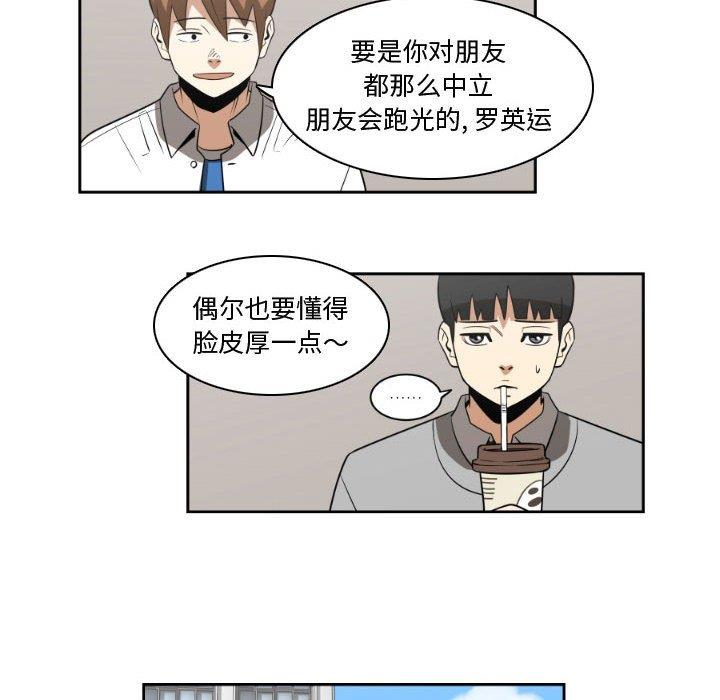 要是你对朋友
都那么中立
朋友会跑光的, 罗英运
偶尔也要懂得
脸皮厚一点～
……